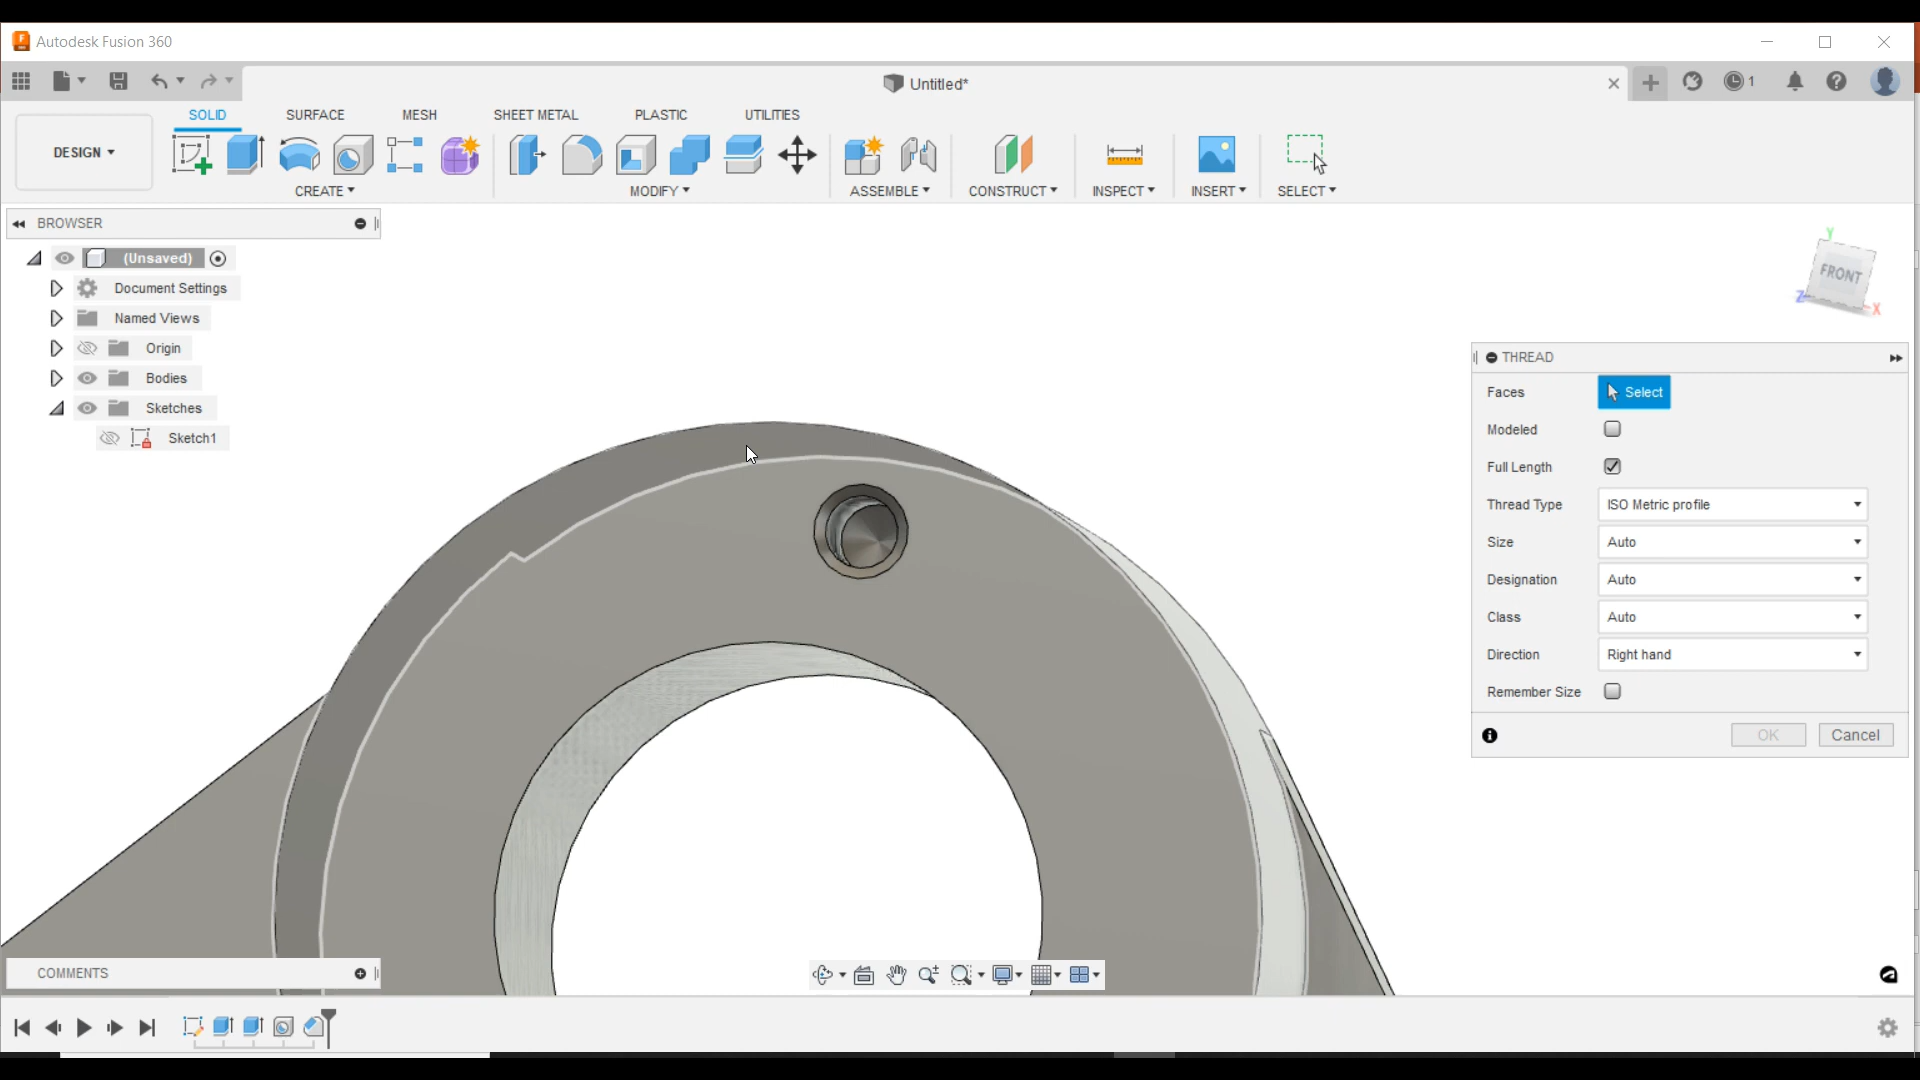 Autodesk Fusion 360
1
Untitled*
SOLID SURFACE MESH SHEET METAL PLASTIC UTILITIES
DESIGN
CREATE MODIFY ASSEMBLE CONSTRUCT INSPECT INSERT SELECT
BROWSER
(Unsaved)
Document Settings
Named Views
Origin
Bodies
Sketches
Sketch1
Y
FRONT
Z
X
THREAD
Faces Select
Modeled
Full Length
Thread Type ISO Metric profile
Size Auto
Designation Auto
Class Auto
Direction Right hand
Remember Size
OK Cancel
COMMENTS